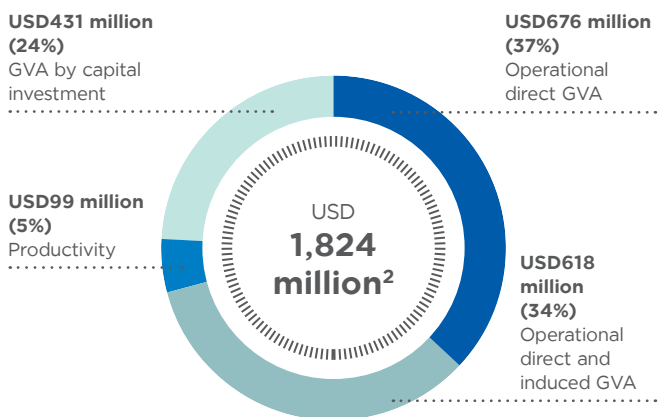 USD431 million
(24%)
GVA by capital
investment
USD676 million
(37%)
Operational
direct GVA
USD99 million
(5%)
Productivity
USD
1,824
million²
USD618
million
(34%)
Operational
direct and
induced GVA